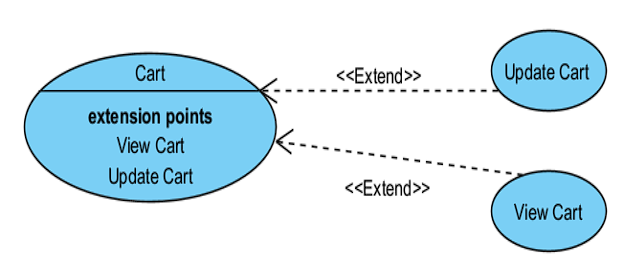 Cart
extension points
View Cart
Update Cart
<<Extend>>
Update Cart
<<Extend>>
View Cart